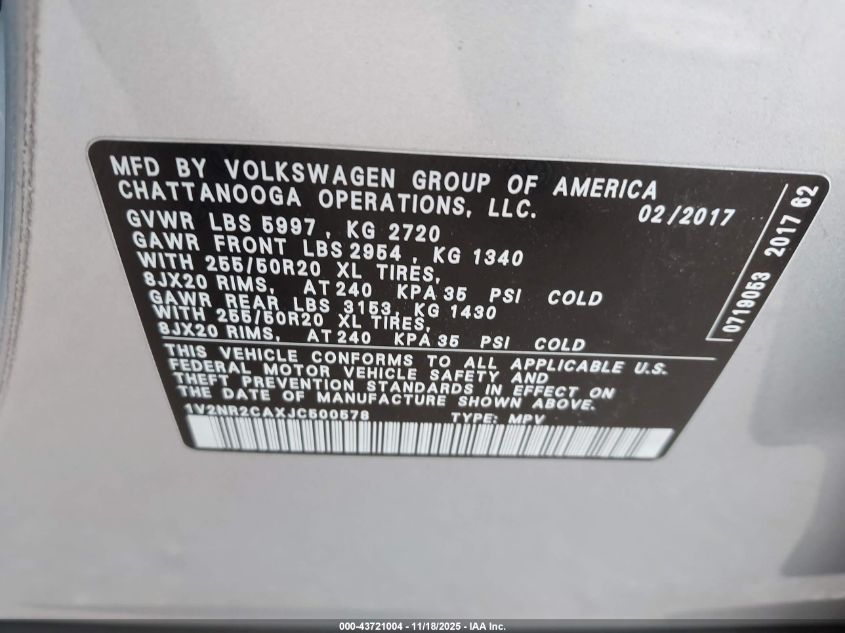 MFD BY VOLKSWAGEN GROUP OF AMERICA
CHATTANOOGA OPERATIONS, LLC. 02/2017
GVWR LBS 5997 , KG 2720
GAWR FRONT LBS 2954 , KG 1340
WITH 255/50R20 XL TIRES,
8JX20 RIMS, AT 240 KPA 35 PSI COLD
GAWR REAR LBS 3153, KG 1430
WITH 255/50R20 XL TIRES,
8JX20 RIMS, AT 240 KPA 35 PSI COLD
THIS VEHICLE CONFORMS TO ALL APPLICABLE U.S.
FEDERAL MOTOR VEHICLE SAFETY AND
THEFT PREVENTION STANDARDS IN EFFECT ON
THE DATE OF MANUFACTURE SHOWN ABOVE.
1V2NR2CAXJC500578 TYPE: MPV
0719053 2017 62
000-43721004 - 11/18/2025 - IAA Inc.